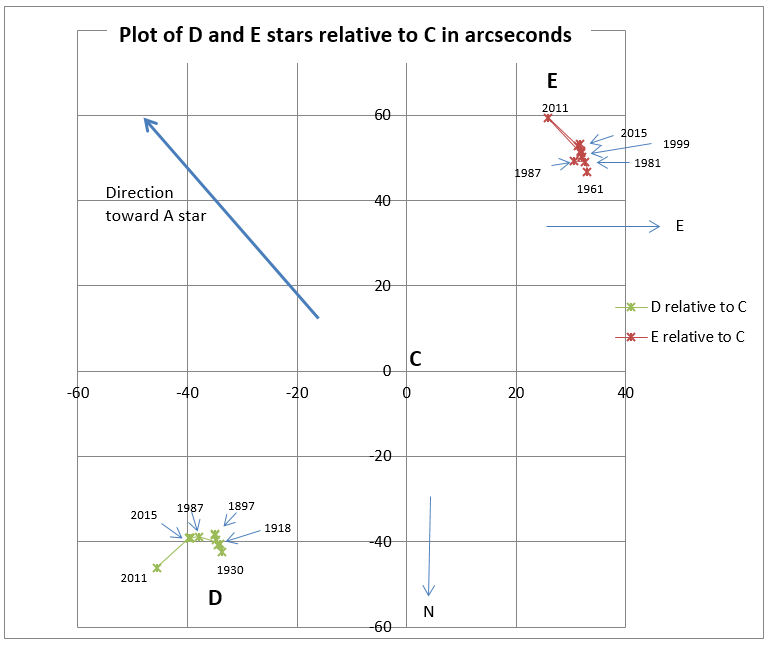 Plot of D and E stars relative to C in arcseconds
E
2011
60
2015
1999
1987
1981
1961
Direction
toward A star
40
E
20
D relative to C
E relative to C
C
0
-60
-40
-20
0
20
40
-20
2015
1987
1897
1918
-40
2011
1930
D
N
-60